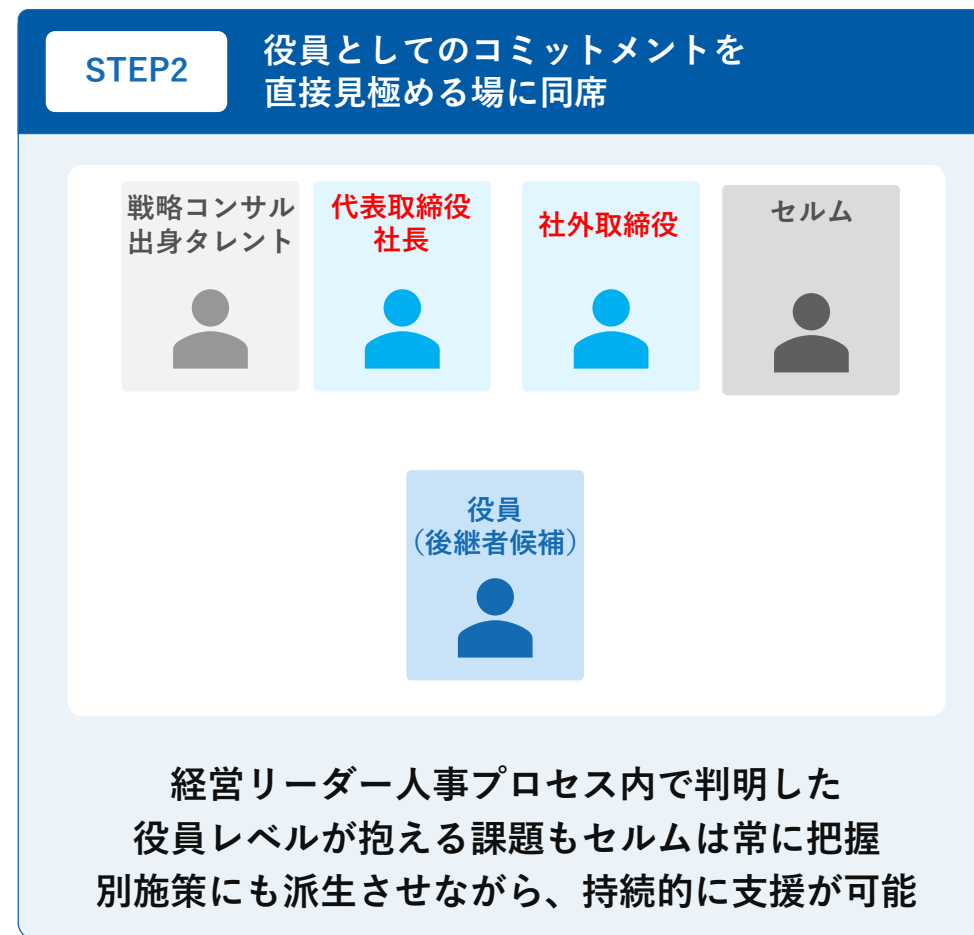 STEP2
役員としてのコミットメントを
直接見極める場に同席
戦略コンサル
出身タレント
代表取締役
社長
社外取締役
セルム
役員
（後継者候補）
経営リーダー人事プロセス内で判明した
役員レベルが抱える課題もセルムは常に把握
別施策にも派生させながら、持続的に支援が可能